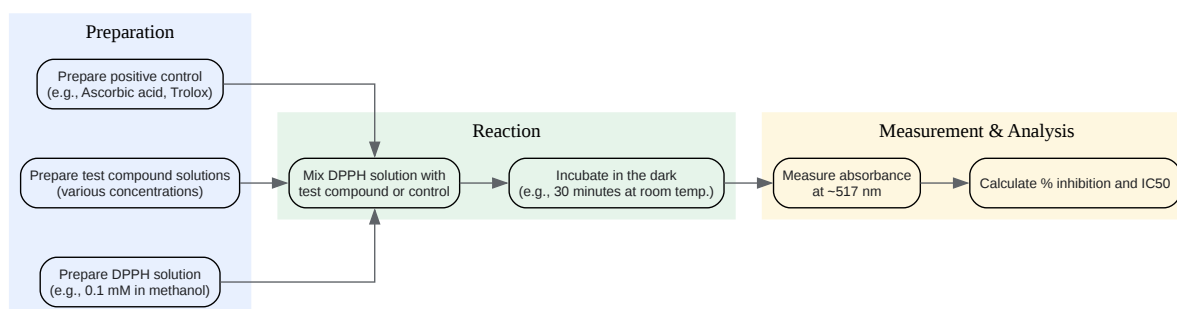 Preparation
Prepare positive control
(e.g., Ascorbic acid, Trolox)
Prepare test compound solutions
(various concentrations)
Prepare DPPH solution
(e.g., 0.1 mM in methanol)
Reaction
Mix DPPH solution with
test compound or control
Incubate in the dark
(e.g., 30 minutes at room temp.)
Measurement & Analysis
Measure absorbance
at ~517 nm
Calculate % inhibition and IC50